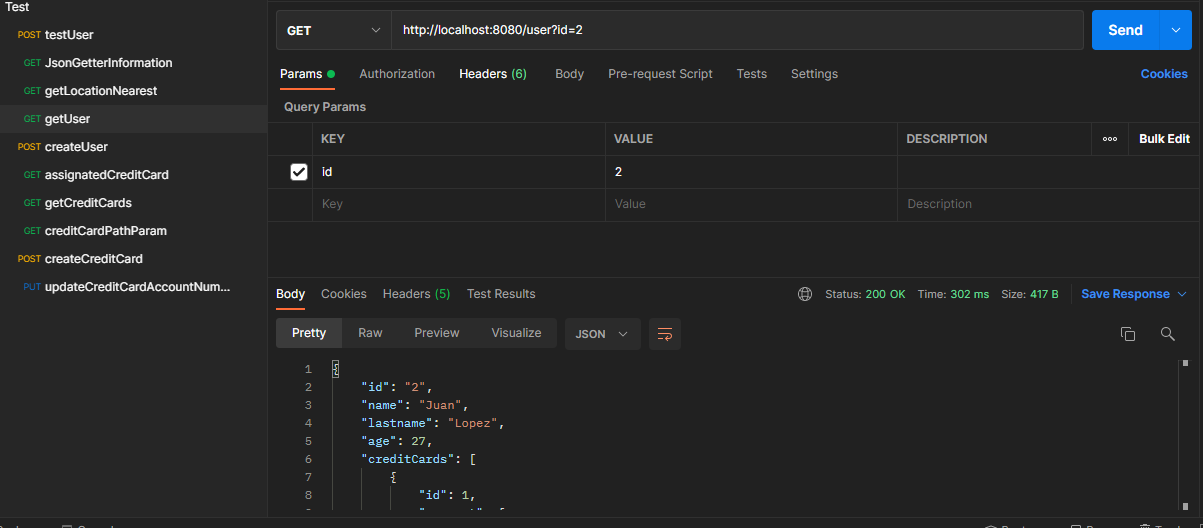 Test
POST testUser
GET JsonGetterInformation
GET getLocationNearest
GET getUser
POST createUser
GET assignatedCreditCard
GET getCreditCards
GET creditCardPathParam
POST createCreditCard
PUT updateCreditCardAccountNum...
GET http://localhost:8080/user?id=2 Send
Params Authorization Headers (6) Body Pre-request Script Tests Settings Cookies
Query Params
KEY VALUE DESCRIPTION ooo Bulk Edit
id 2
Key Value Description
Body Cookies Headers (5) Test Results Status: 200 OK Time: 302 ms Size: 417 B Save Response
Pretty Raw Preview Visualize JSON
1 {
2 "id": "2",
3 "name": "Juan",
4 "lastname": "Lopez",
5 "age": 27,
6 "creditCards": [
7 {
8 "id": 1,